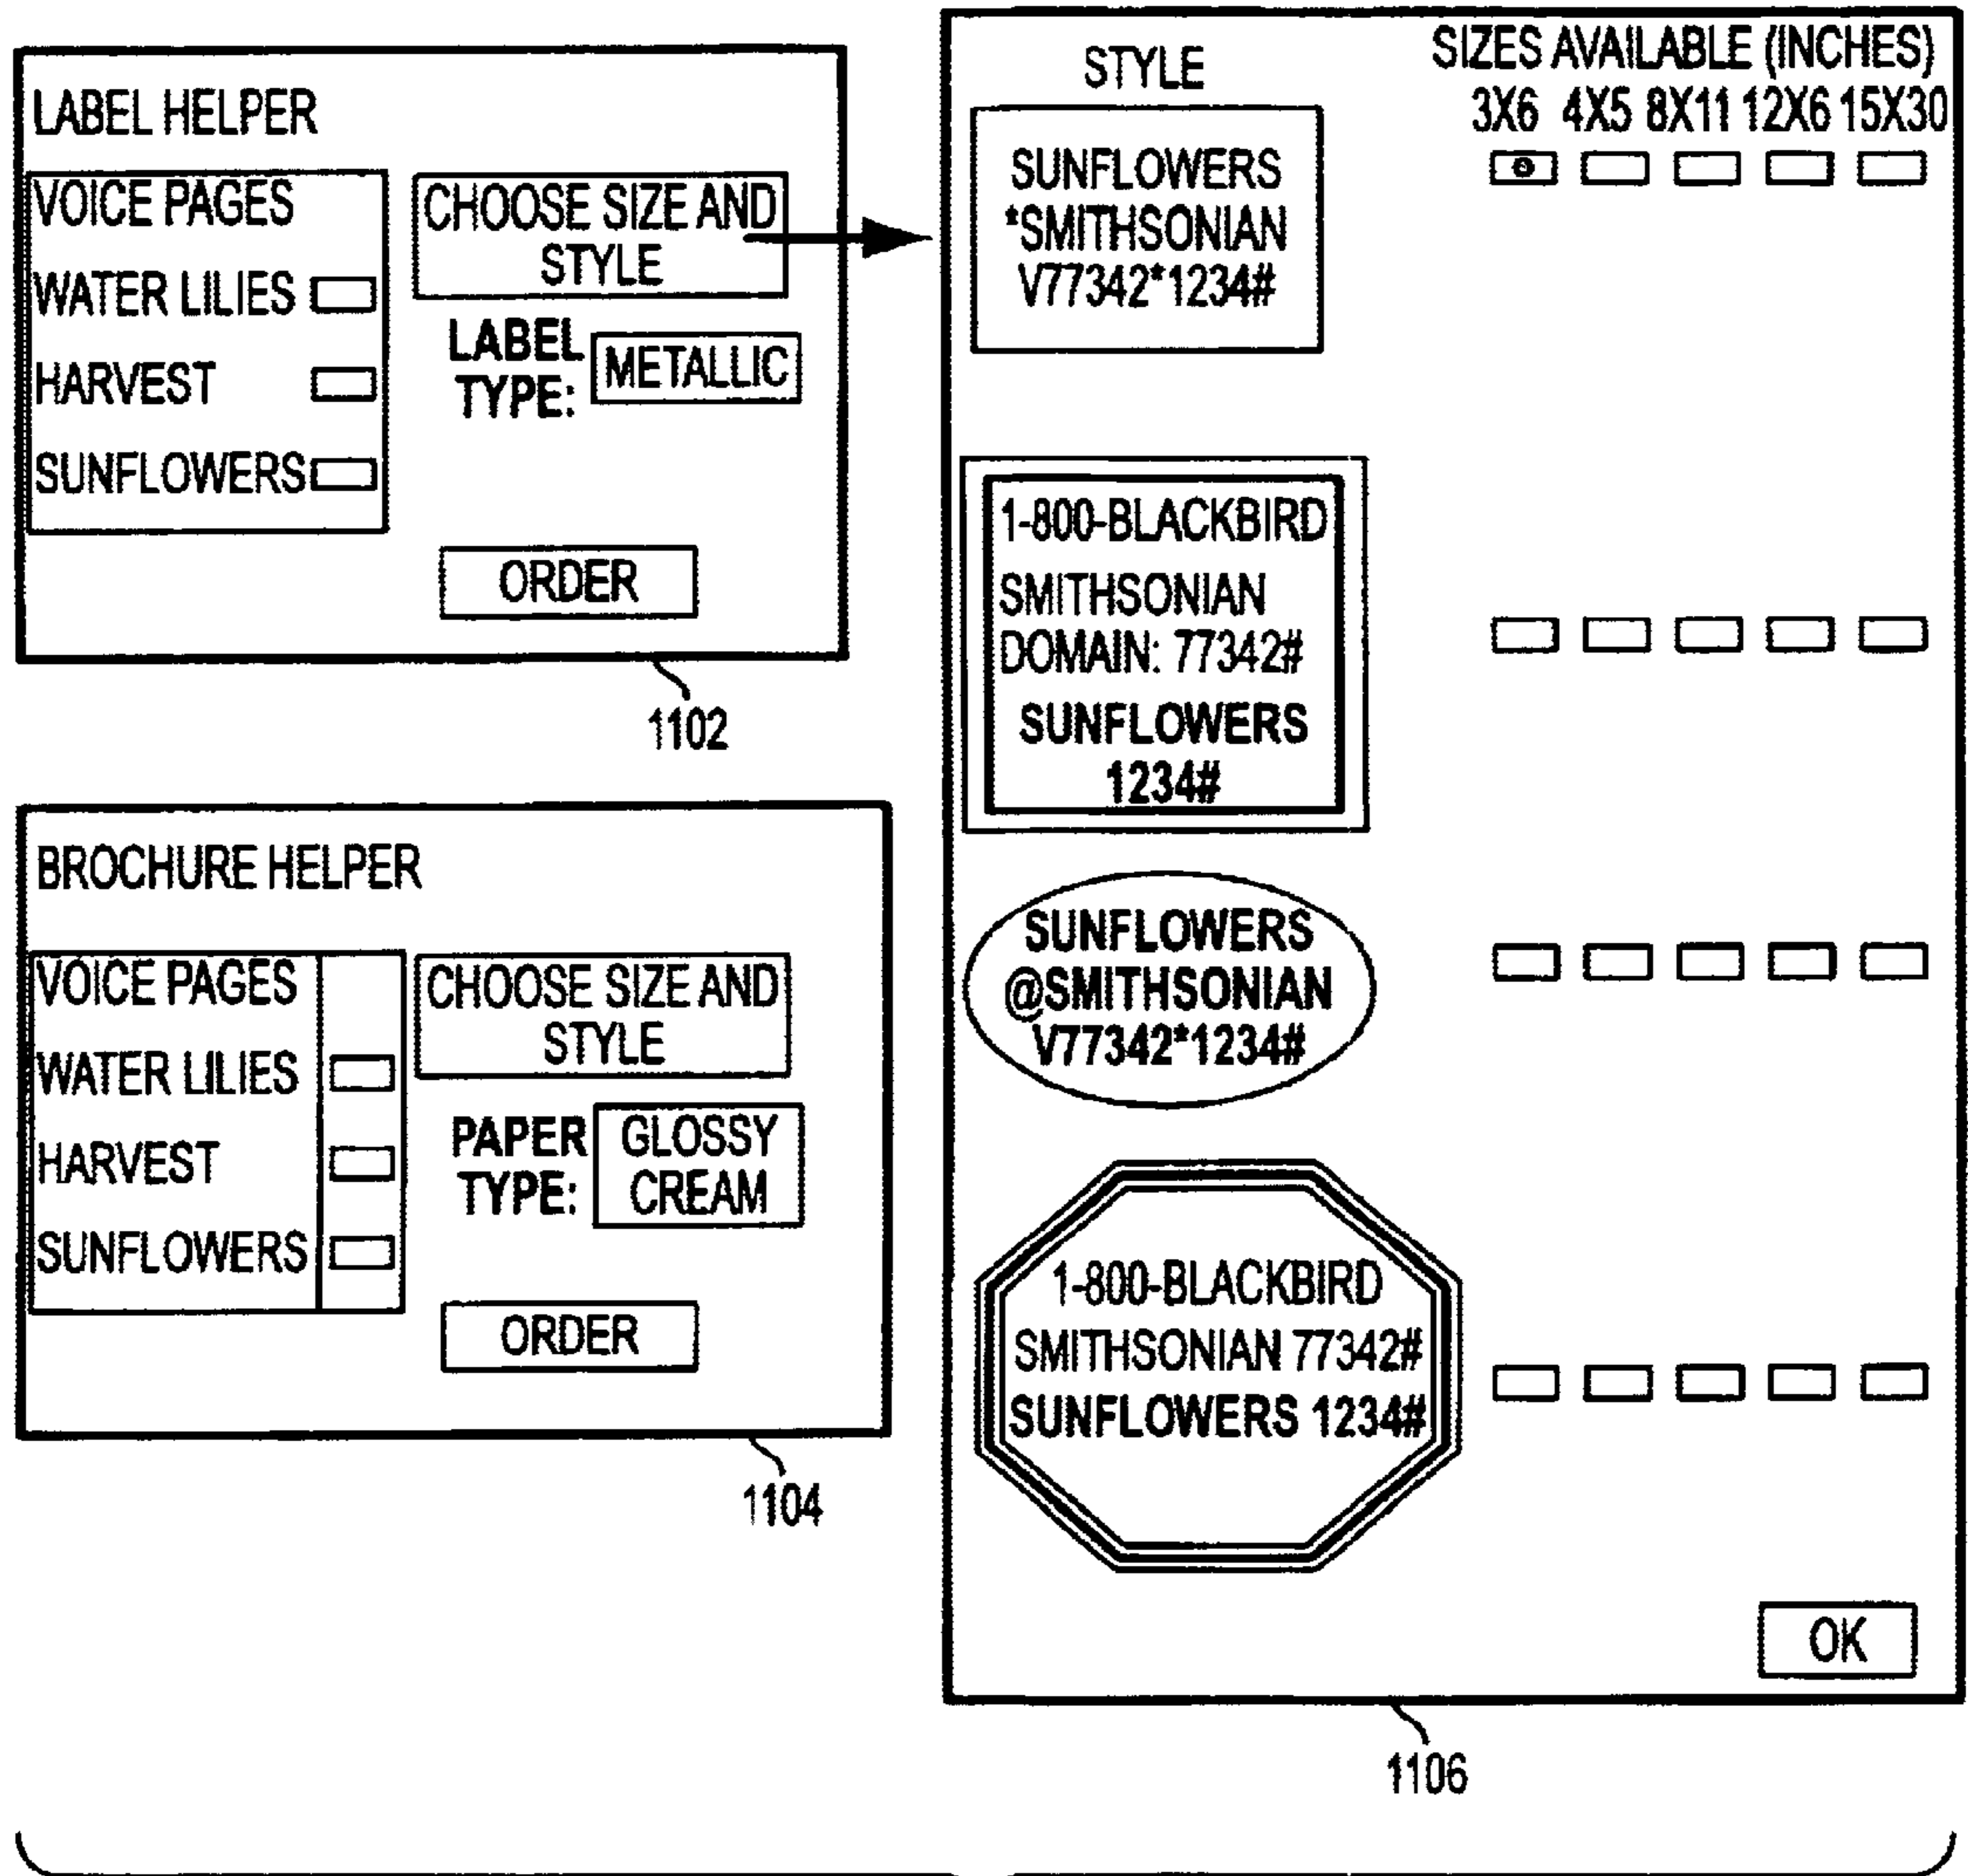 LABEL HELPER
VOICE PAGES
WATER LILIES
HARVEST
SUNFLOWERS
CHOOSE SIZE AND
STYLE
LABEL
TYPE:
METALLIC
ORDER
1102
BROCHURE HELPER
VOICE PAGES
WATER LILIES
HARVEST
SUNFLOWERS
CHOOSE SIZE AND
STYLE
PAPER
TYPE:
GLOSSY
CREAM
ORDER
1104
STYLE
SIZES AVAILABLE (INCHES)
3X6 4X5 8X11 12X6 15X30
SUNFLOWERS
*SMITHSONIAN
V77342*1234#
1-800-BLACKBIRD
SMITHSONIAN
DOMAIN: 77342#
SUNFLOWERS
1234#
SUNFLOWERS
@SMITHSONIAN
V77342*1234#
1-800-BLACKBIRD
SMITHSONIAN 77342#
SUNFLOWERS 1234#
OK
1106